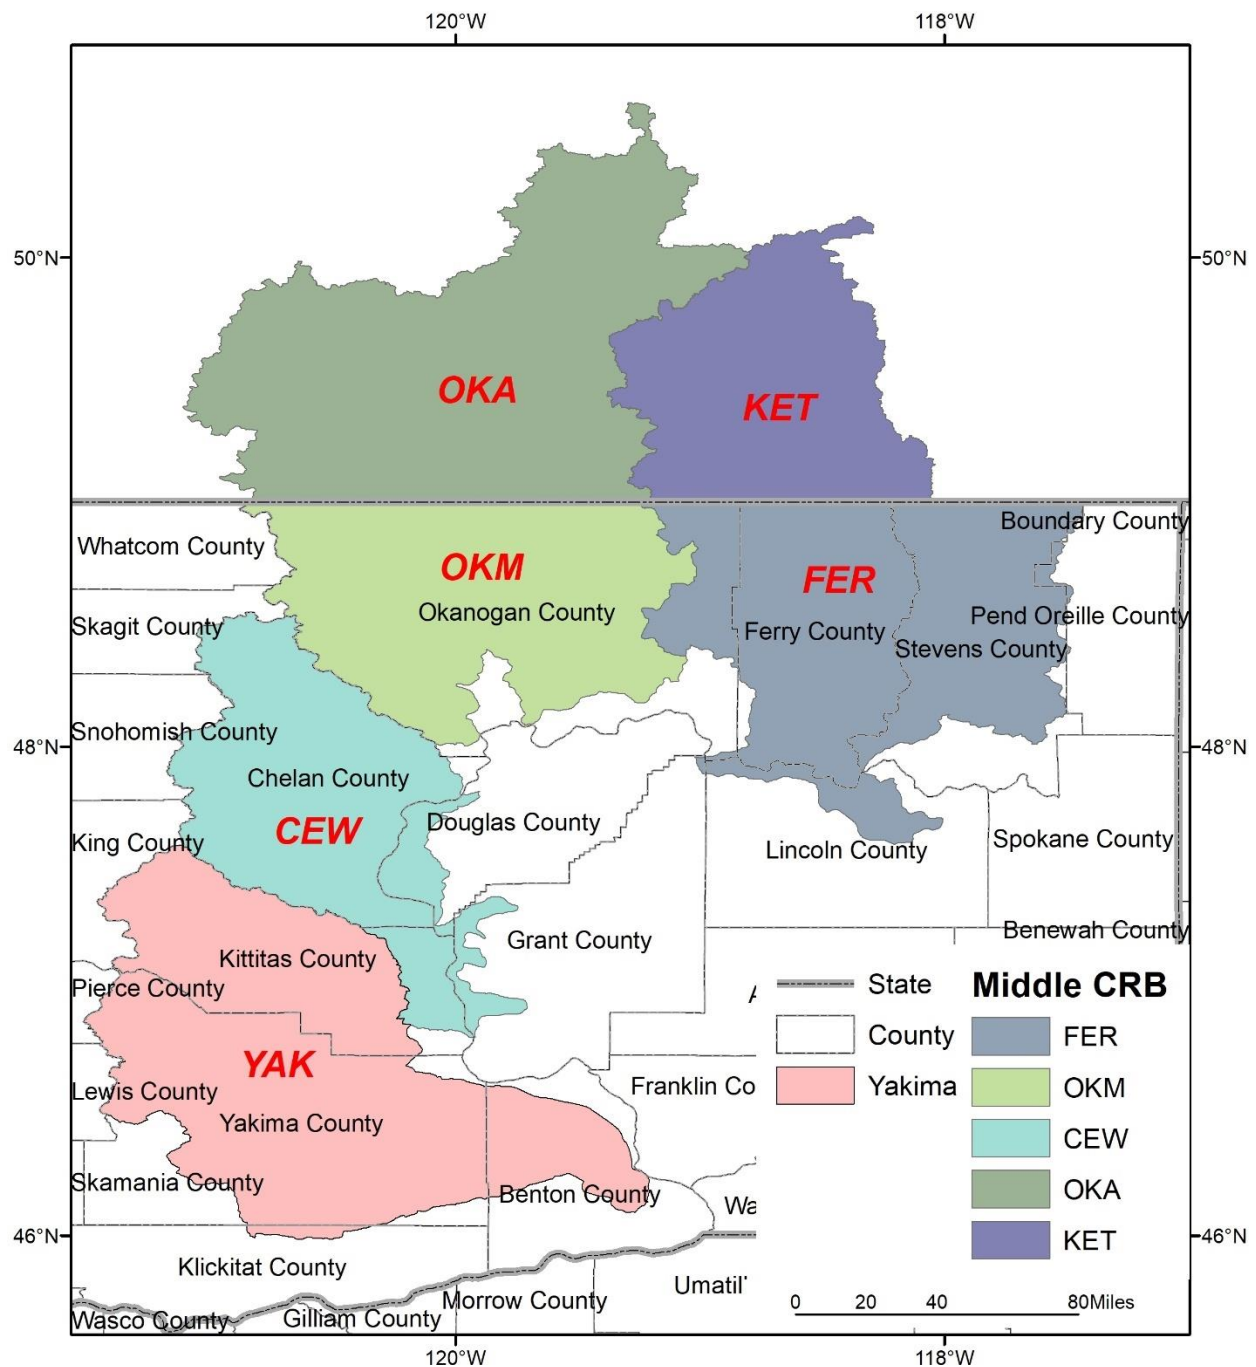 120°W 118°W
50°N 50°N
OKA
KET
Whatcom County
Boundary County
OKM
FER
Okanogan County
Skagit County
Pend Oreille County
Ferry County
Stevens County
Snohomish County
48°N 48°N
Chelan County
CEW
Douglas County
King County
Lincoln County
Spokane County
Grant County
Benewah County
Kittitas County
Pierce County
YAK
Lewis County
Yakima County
Franklin Co
Skamania County
Benton County
Wa
46°N 46°N
Klickitat County
Umatil
Morrow County
Wasco County
Gilliam County
State
County
Yakima
Middle CRB
FER
OKM
CEW
OKA
KET
0 20 40 80Miles
120°W 118°W